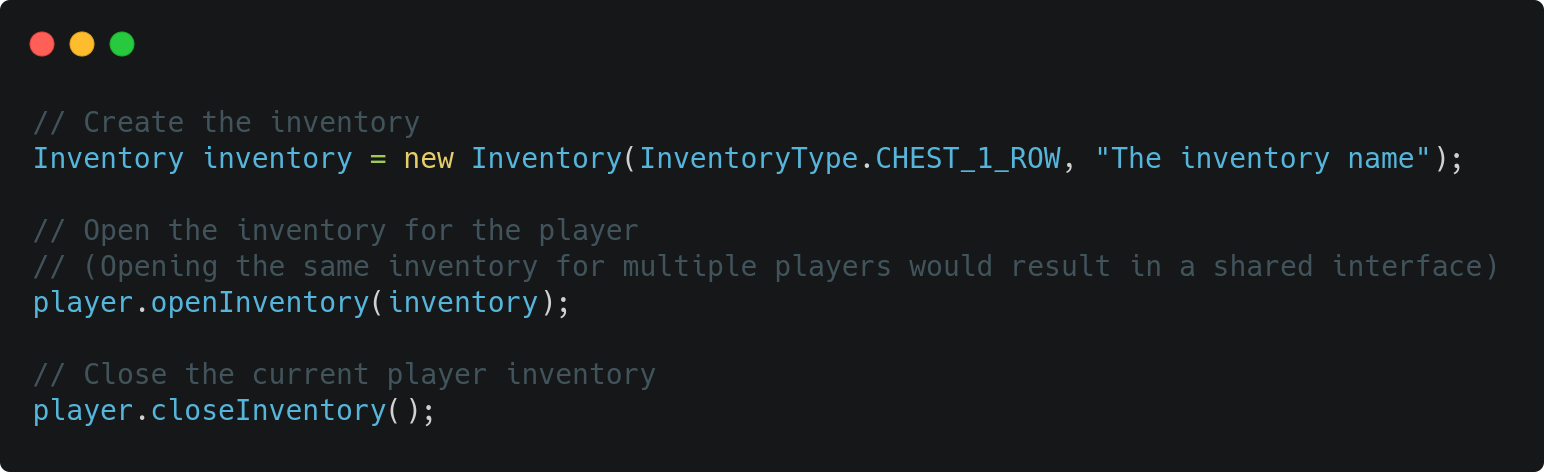 // Create the inventory
Inventory inventory = new Inventory(InventoryType.CHEST_1_ROW, "The inventory name");
// Open the inventory for the player
// (Opening the same inventory for multiple players would result in a shared interface)
player.openInventory(inventory);
// Close the current player inventory
player.closeInventory();